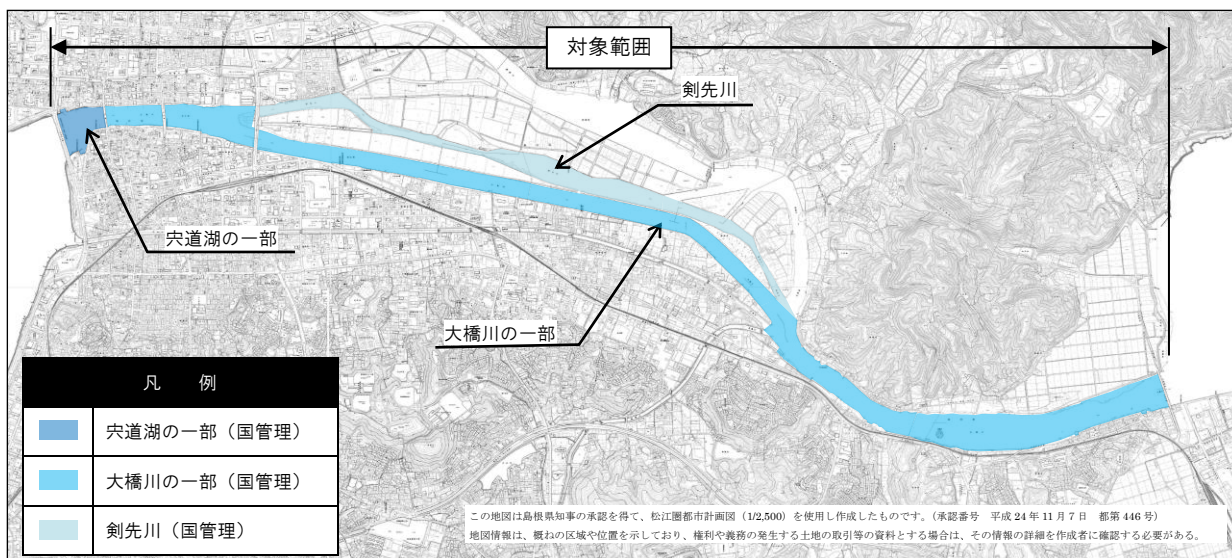 対象範囲
剣先川
宍道湖の一部
大橋川の一部
凡 例
宍道湖の一部（国管理）
大橋川の一部（国管理）
剣先川（国管理）
この地図は島根県知事の承認を得て、松江圏都市計画図（1/2,500）を使用し作成したものです。（承認番号 平成 24 年 11 月 7 日 都第 446 号）
地図情報は、概ねの区域や位置を示しており、権利や義務の発生する土地の取引等の資料とする場合は、その情報の詳細を作成者に確認する必要がある。